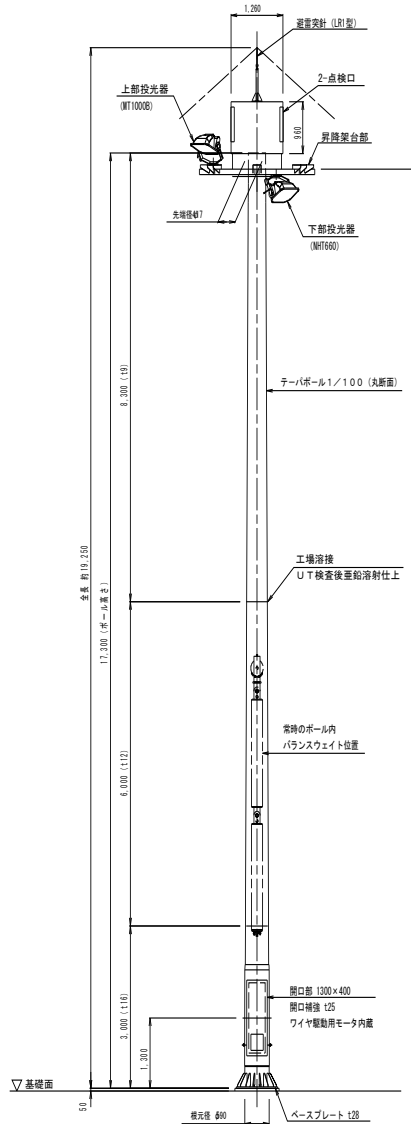 1,260
避雷突針 (LR1型)
上部投光器
(MT1000B)
2-点検口
960
昇降架台部
先端径
下部投光器
(NHT660)
8,300 (t9)
テーパポール1/100 (丸断面)
全長 約19,250
17,300 (ポール高さ)
工場溶接
UT検査後亜鉛溶射仕上
6,000 (t12)
常時のポール内
バランスウェイト位置
3,000 (t16)
1,300
開口部 1300×400
開口補強 t25
ワイヤ駆動用モータ内蔵
▽基礎面
50
根元径
ベースプレート t28